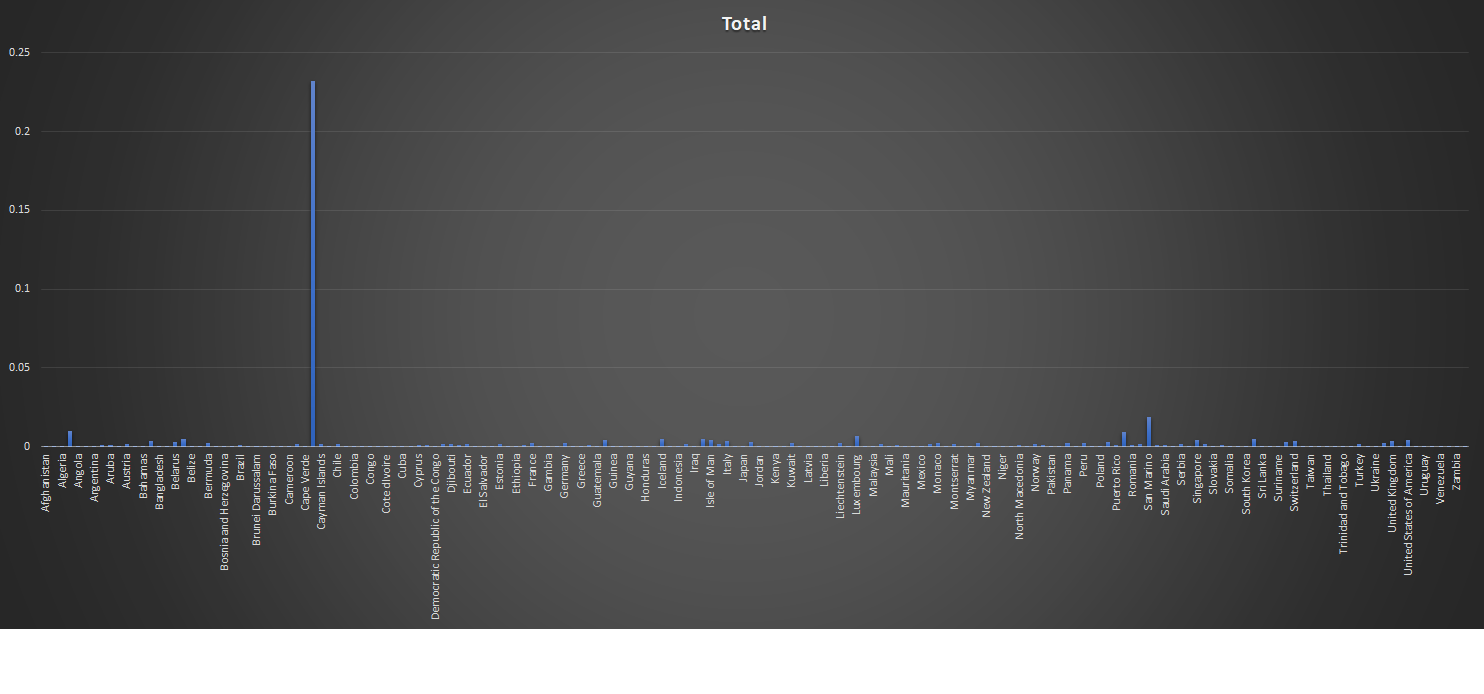 Total
0.25
0.2
0.15
0.1
0.05
0
Afghanistan
Algeria
Angola
Argentina
Aruba
Austria
Bahamas
Bangladesh
Belarus
Belize
Bermuda
Bosnia and Herzegovina
Brazil
Brunei Darussalam
Burkina Faso
Cameroon
Cape Verde
Cayman Islands
Chile
Colombia
Congo
Cote divoire
Cuba
Cyprus
Democratic Republic of the Congo
Djibouti
Ecuador
El Salvador
Estonia
Ethiopia
France
Gambia
Germany
Greece
Guatemala
Guinea
Guyana
Honduras
Iceland
Indonesia
Iraq
Isle of Man
Italy
Japan
Jordan
Kenya
Kuwait
Latvia
Liberia
Liechtenstein
Luxembourg
Malaysia
Mali
Mauritania
Mexico
Monaco
Montserrat
Myanmar
New Zealand
Niger
North Macedonia
Norway
Pakistan
Panama
Peru
Poland
Puerto Rico
Romania
San Marino
Saudi Arabia
Serbia
Singapore
Slovakia
Somalia
South Korea
Sri Lanka
Suriname
Switzerland
Taiwan
Thailand
Trinidad and Tobago
Turkey
Ukraine
United Kingdom
United States of America
Uruguay
Venezuela
Zambia